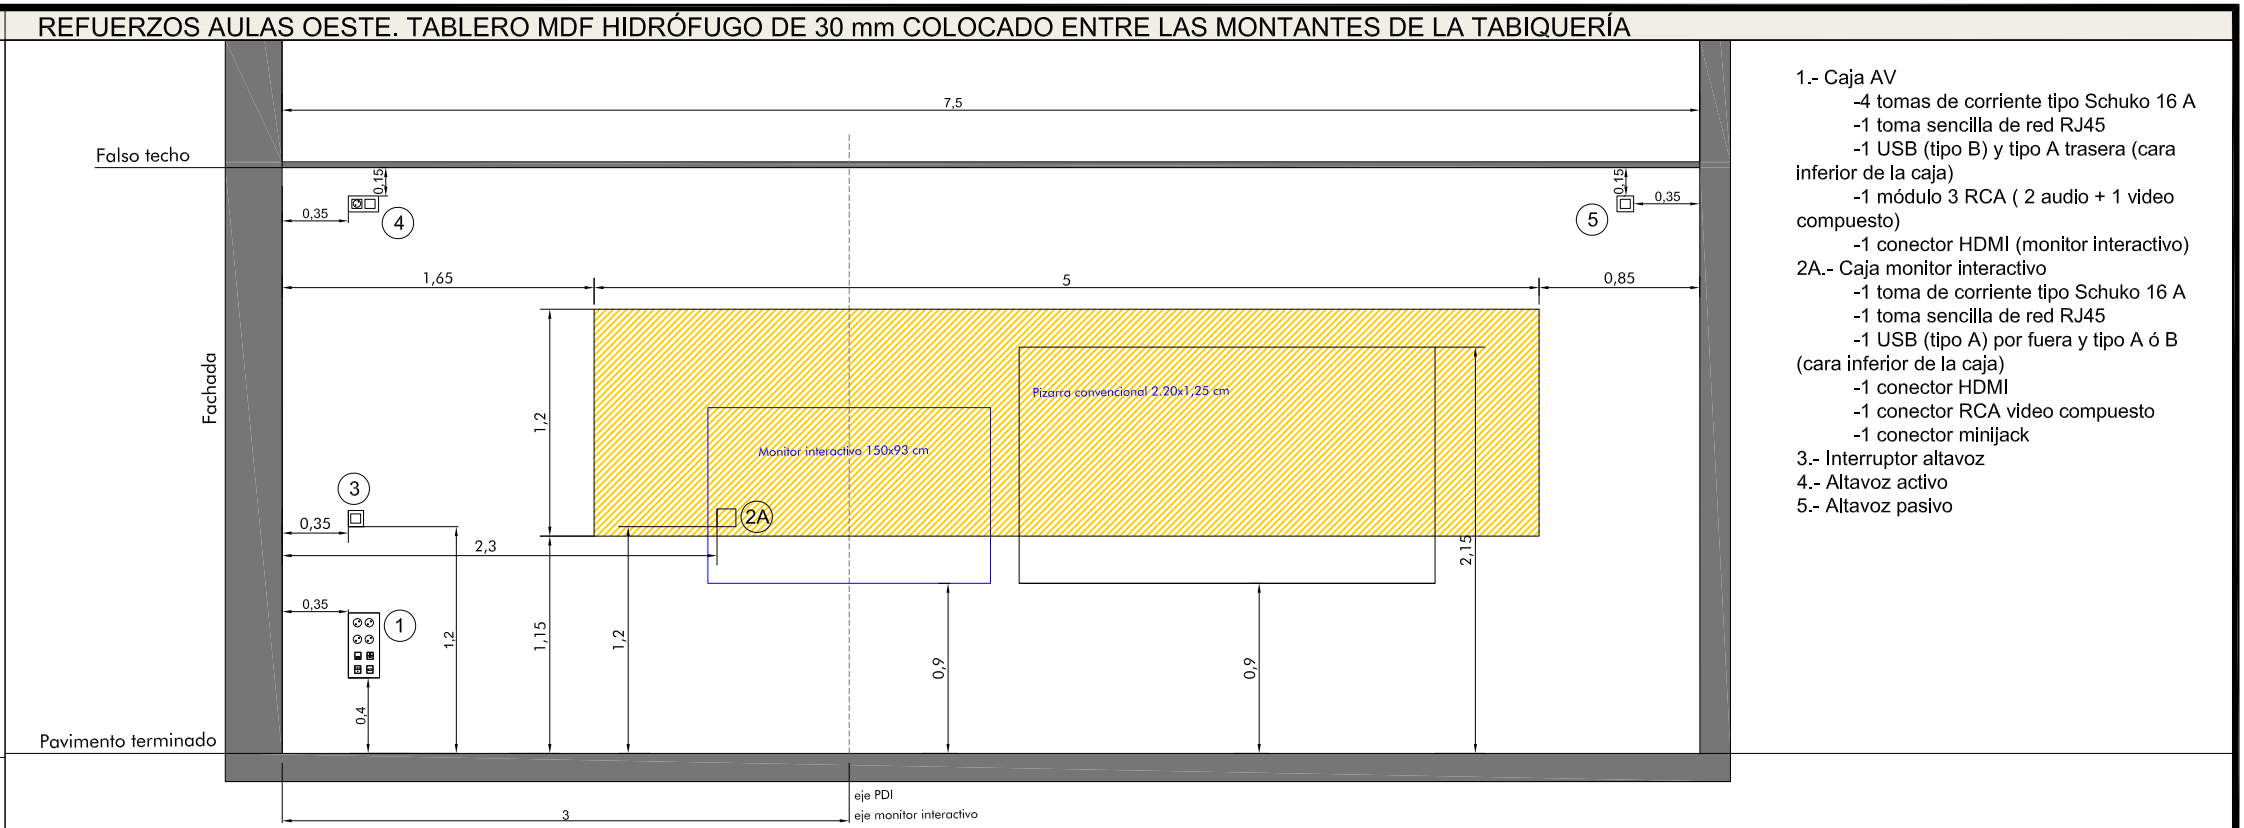 REFUERZOS AULAS OESTE. TABLERO MDF HIDRÓFUGO DE 30 mm COLOCADO ENTRE LAS MONTANTES DE LA TABIQUERÍA
7,5
Falso techo
0,15
0,15
0,35
4
5
0,35
1,65
5
0,85
Fachada
1,2
Pizarra convencional 2.20x1,25 cm
Monitor interactivo 150x93 cm
3
2A
0,35
2,3
2,15
0,35
1
1,2
1,15
1,2
0,9
0,9
0,4
Pavimento terminado
eje PDI
3
eje monitor interactivo
1.- Caja AV
-4 tomas de corriente tipo Schuko 16 A
-1 toma sencilla de red RJ45
-1 USB (tipo B) y tipo A trasera (cara
inferior de la caja)
-1 módulo 3 RCA ( 2 audio + 1 video
compuesto)
-1 conector HDMI (monitor interactivo)
2A.- Caja monitor interactivo
-1 toma de corriente tipo Schuko 16 A
-1 toma sencilla de red RJ45
-1 USB (tipo A) por fuera y tipo A ó B
(cara inferior de la caja)
-1 conector HDMI
-1 conector RCA video compuesto
-1 conector minijack
3.- Interruptor altavoz
4.- Altavoz activo
5.- Altavoz pasivo